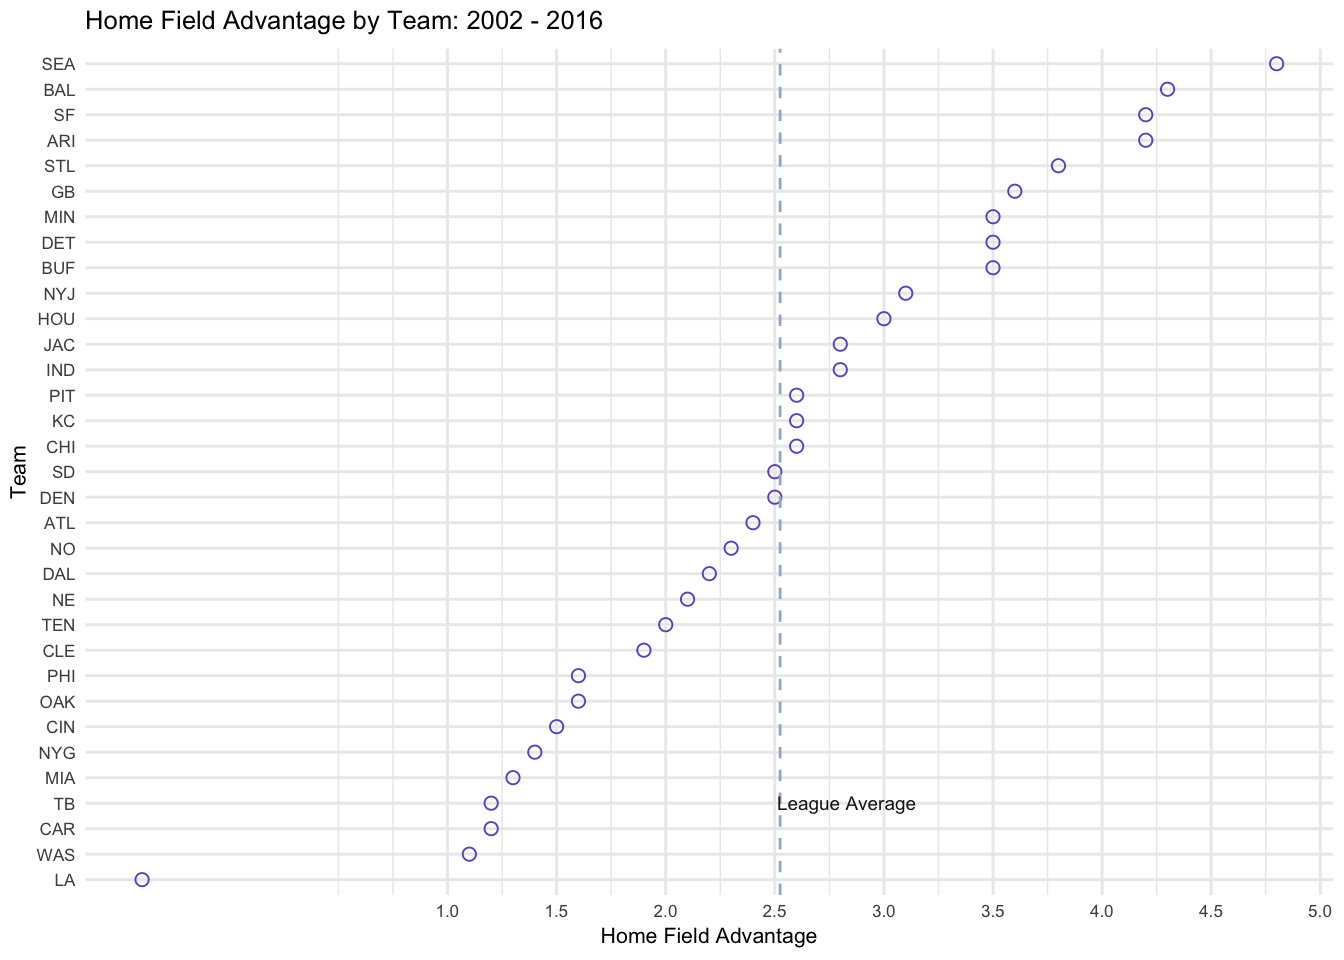 Home Field Advantage by Team: 2002 - 2016
SEA
BAL
SF
ARI
STL
GB
MIN
DET
BUF
NYJ
HOU
JAC
IND
PIT
KC
CHI
SD
DEN
ATL
NO
DAL
NE
TEN
CLE
PHI
OAK
CIN
NYG
MIA
TB
CAR
WAS
LA
Team
League Average
1.0 1.5 2.0 2.5 3.0 3.5 4.0 4.5 5.0
Home Field Advantage